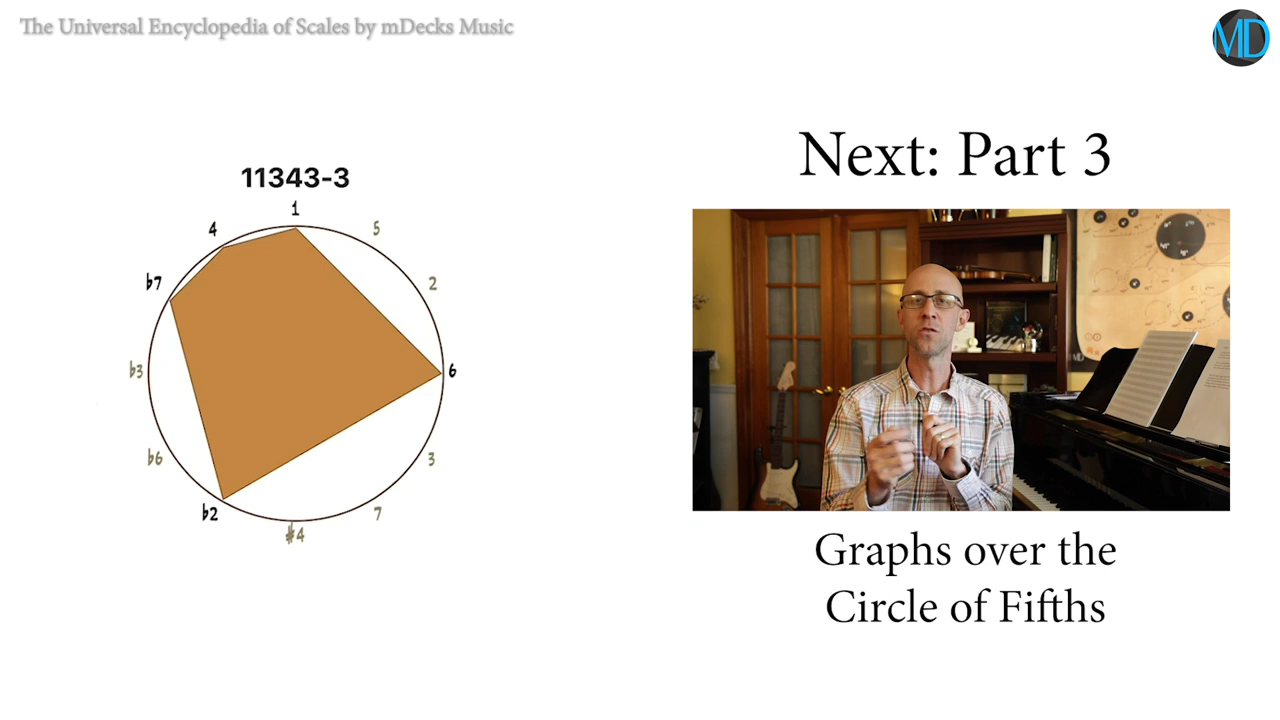 The Universal Encyclopedia of Scales by mDecks Music
MD
11343-3
1
4
5
b7
2
b3
6
b6
3
b2
7
#4
Next: Part 3
Graphs over the
Circle of Fifths